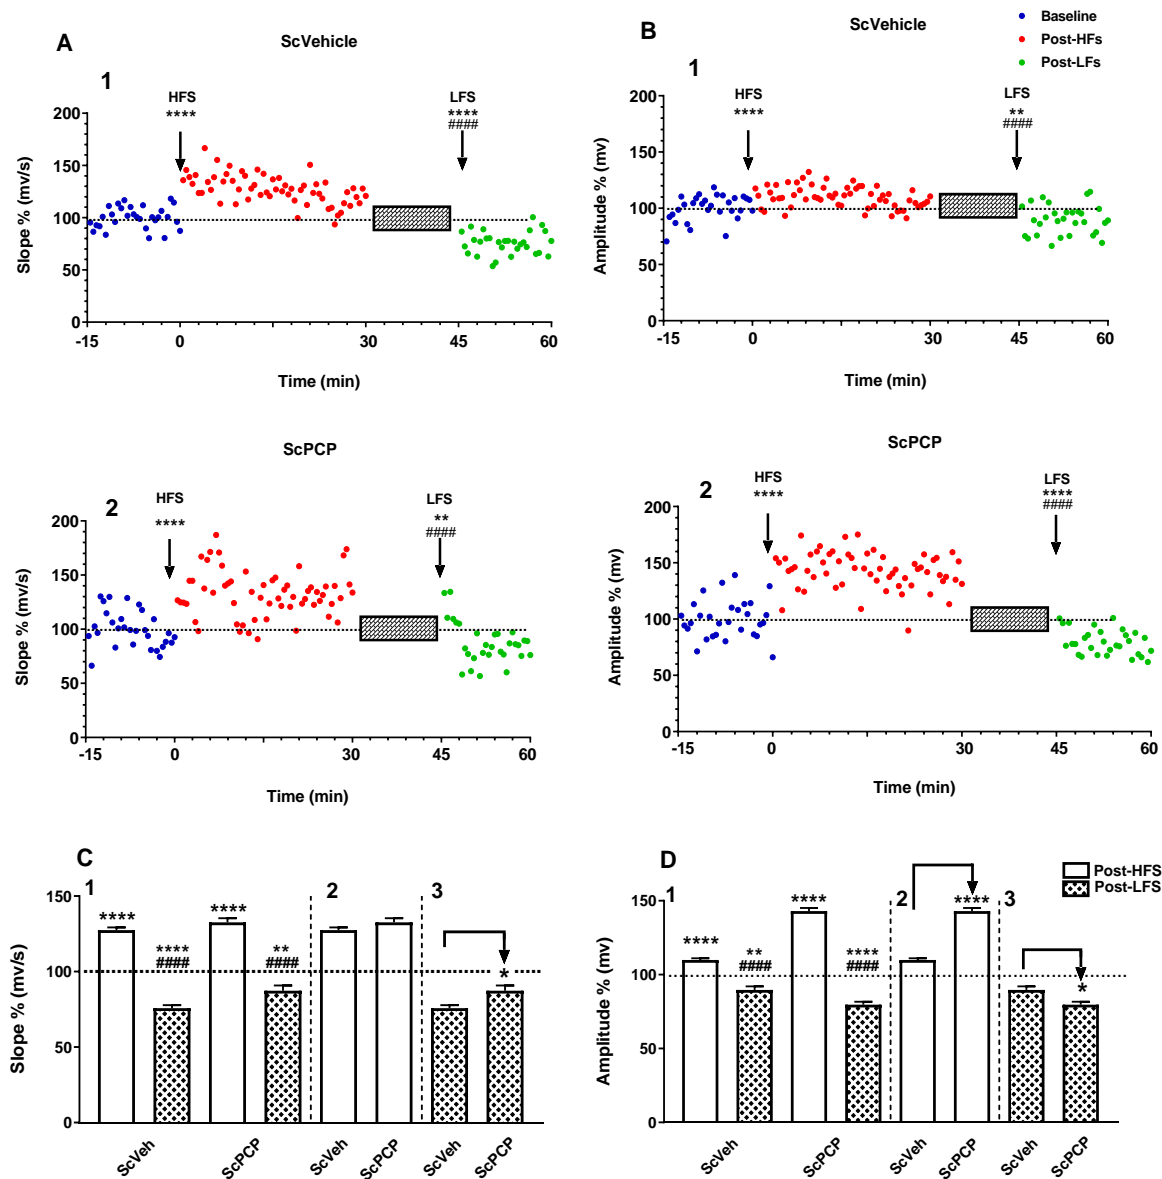 A
ScVehicle
1
HFS
****
LFS
****
####
200
150
100
50
0
Slope % (mv/s)
-15
0
30
45
60
Time (min)
B
ScVehicle
Baseline
Post-HFs
Post-LFs
1
HFS
****
LFS
**
####
200
150
100
50
0
Amplitude % (mv)
-15
0
30
45
60
Time (min)
ScPCP
2
HFS
****
LFS
**
####
200
150
100
50
0
Slope % (mv/s)
-15
0
30
45
60
Time (min)
ScPCP
2
HFS
****
LFS
****
####
200
150
100
50
0
Amplitude % (mv)
-15
0
30
45
60
Time (min)
C
1
2
3
150
100
50
0
Slope % (mv/s)
****
****
####
****
**
####
*
ScVeh
ScPCP
ScVeh
ScPCP
ScVeh
ScPCP
D
Post-HFS
Post-LFS
1
2
3
150
100
50
0
Amplitude % (mv)
****
**
####
****
****
####
****
*
ScVeh
ScPCP
ScVeh
ScPCP
ScVeh
ScPCP